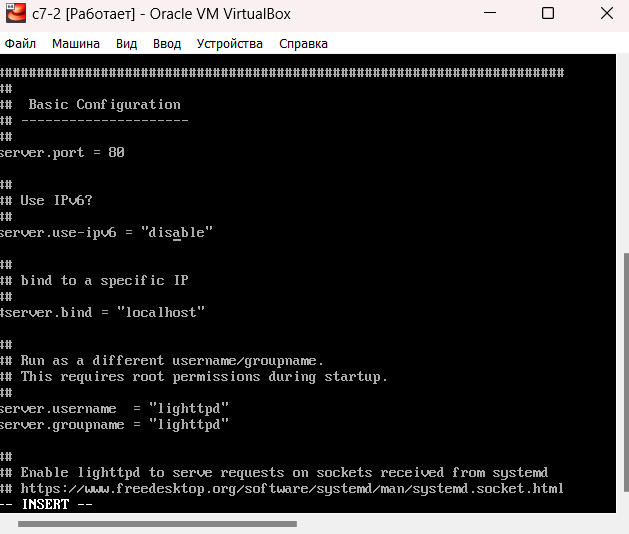 c7-2 [Работает] - Oracle VM VirtualBox
Файл Машина Вид Ввод Устройства Справка
#######################################################################
##
##  Basic Configuration
## ---------------------
##
server.port = 80
##
## Use IPv6?
##
server.use-ipv6 = "disable"
##
## bind to a specific IP
##
#server.bind = "localhost"
##
## Run as a different username/groupname.
## This requires root permissions during startup.
##
server.username  = "lighttpd"
server.groupname = "lighttpd"
##
## Enable lighttpd to serve requests on sockets received from systemd
## https://www.freedesktop.org/software/systemd/man/systemd.socket.html
-- INSERT --